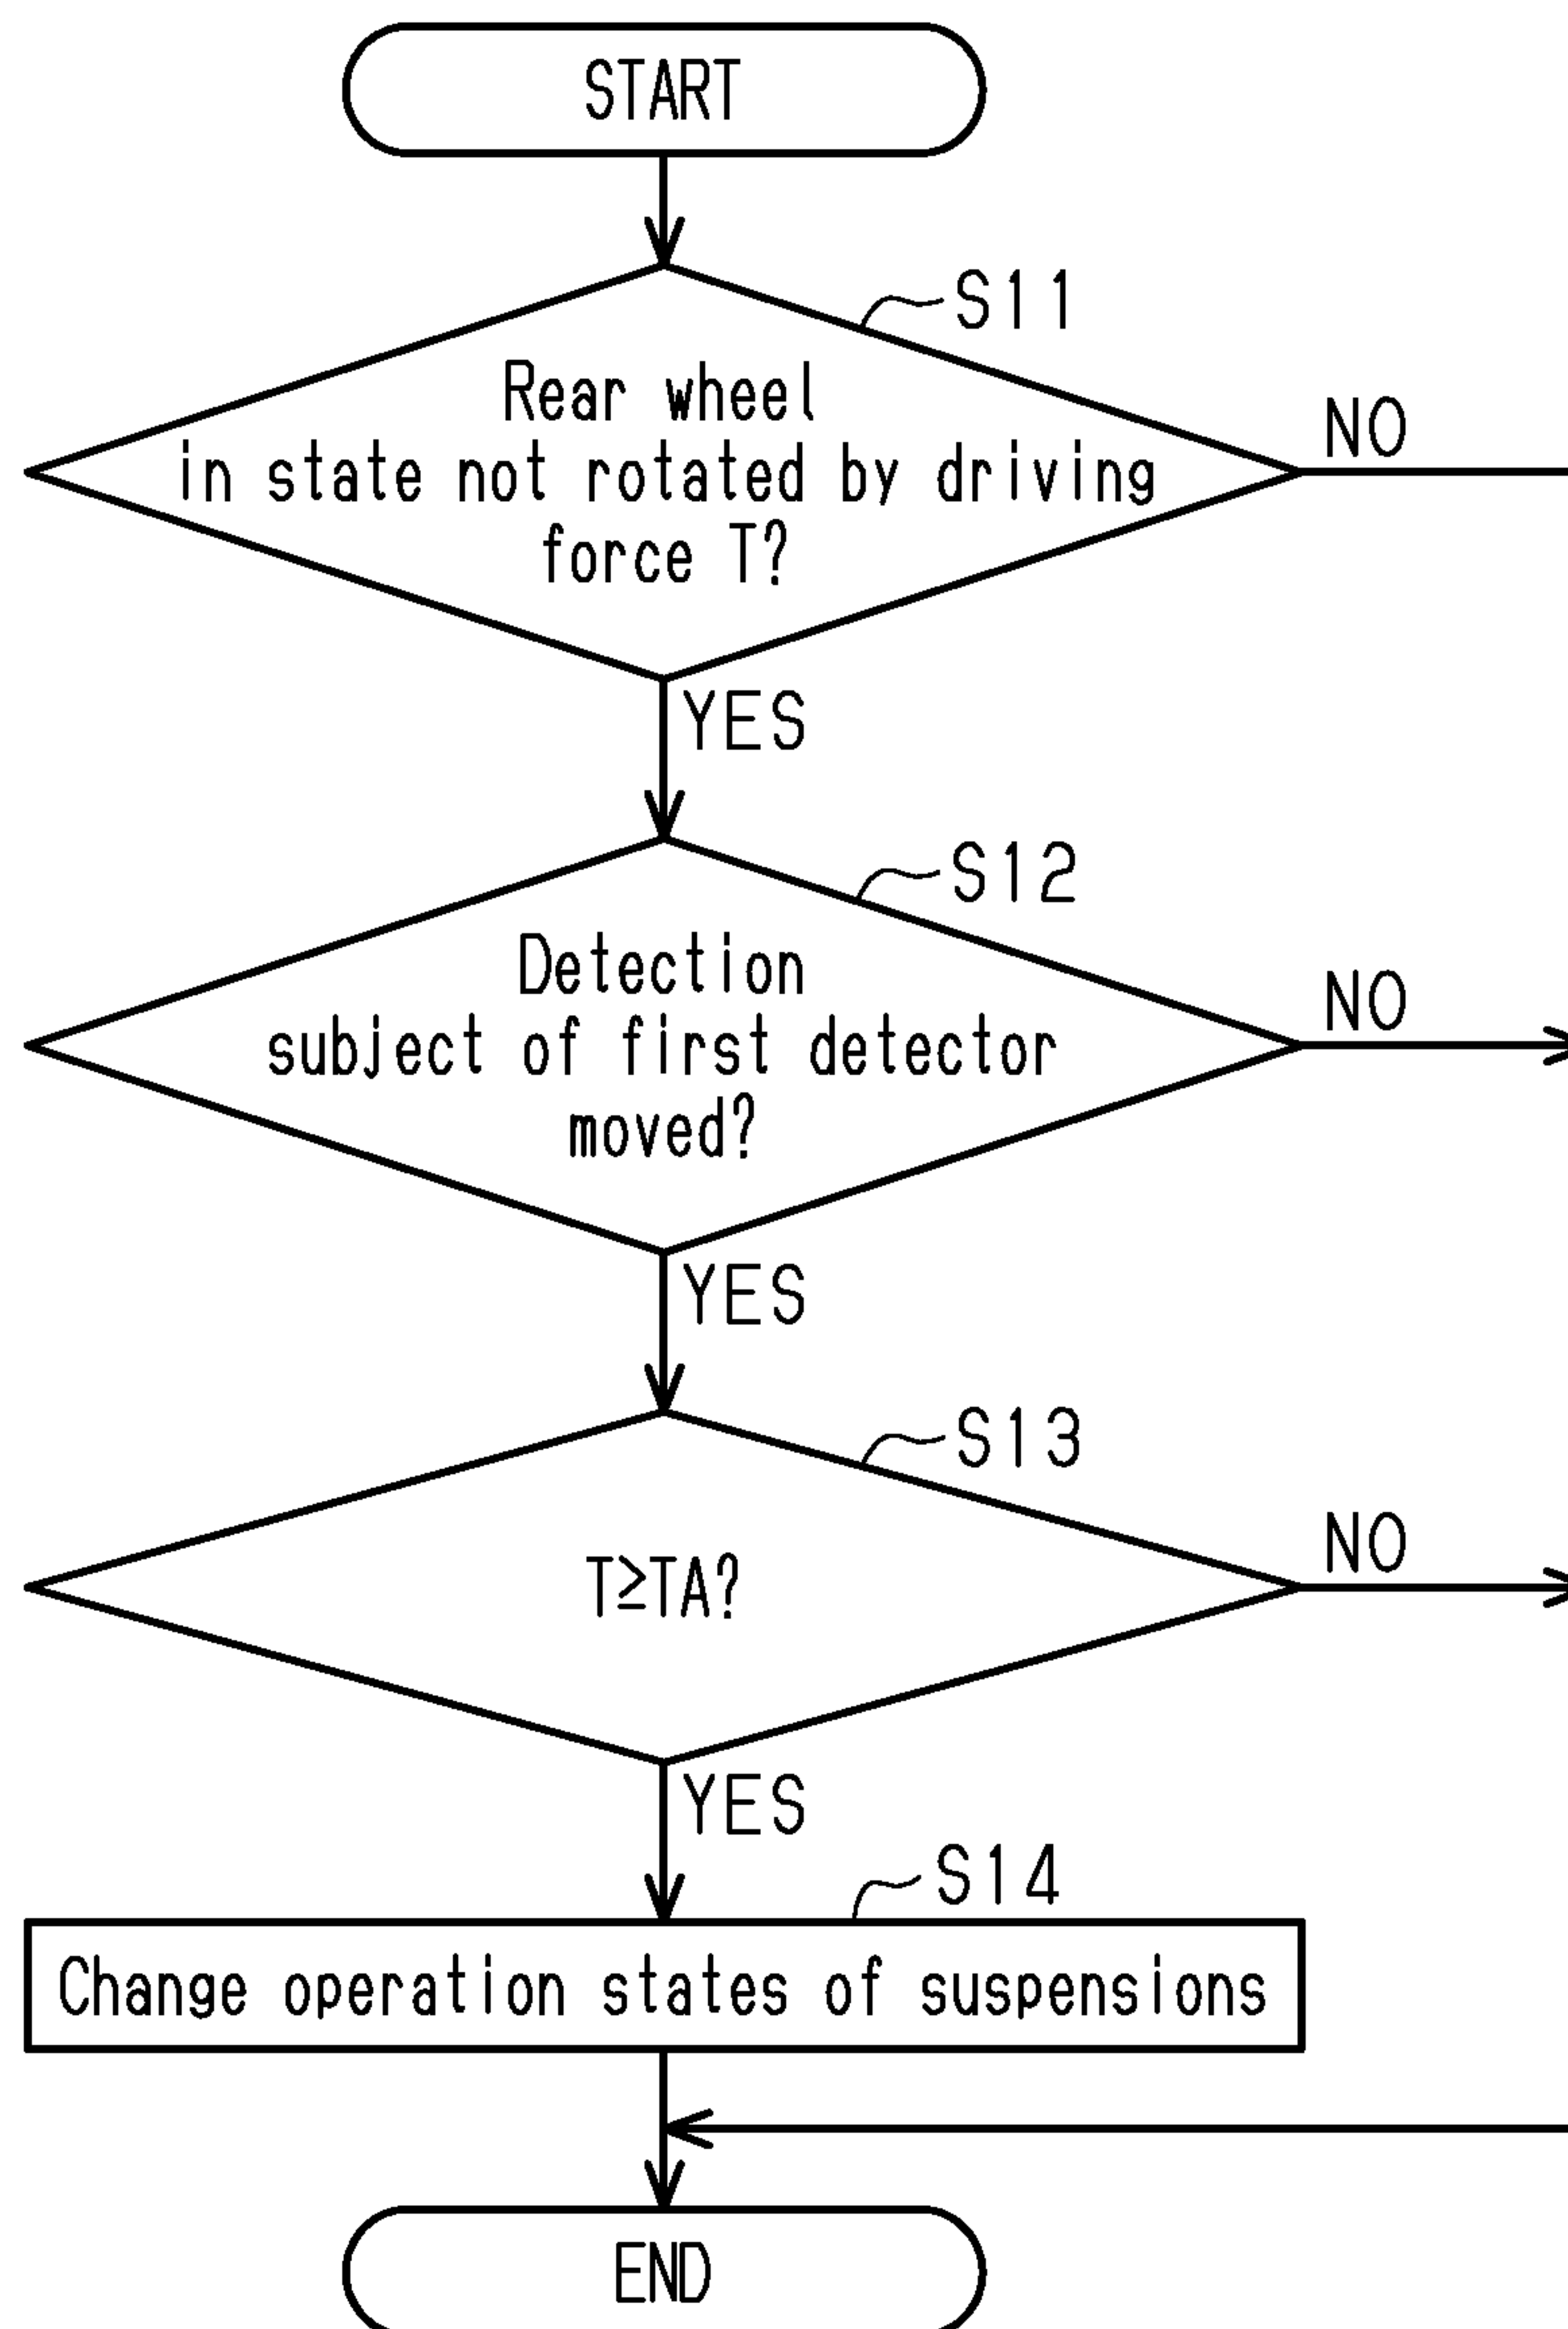 START
S11
Rear wheel
in state not rotated by driving
force T?
NO
YES
S12
Detection
subject of first detector
moved?
NO
YES
S13
T≥TA?
NO
YES
S14
Change operation states of suspensions
END